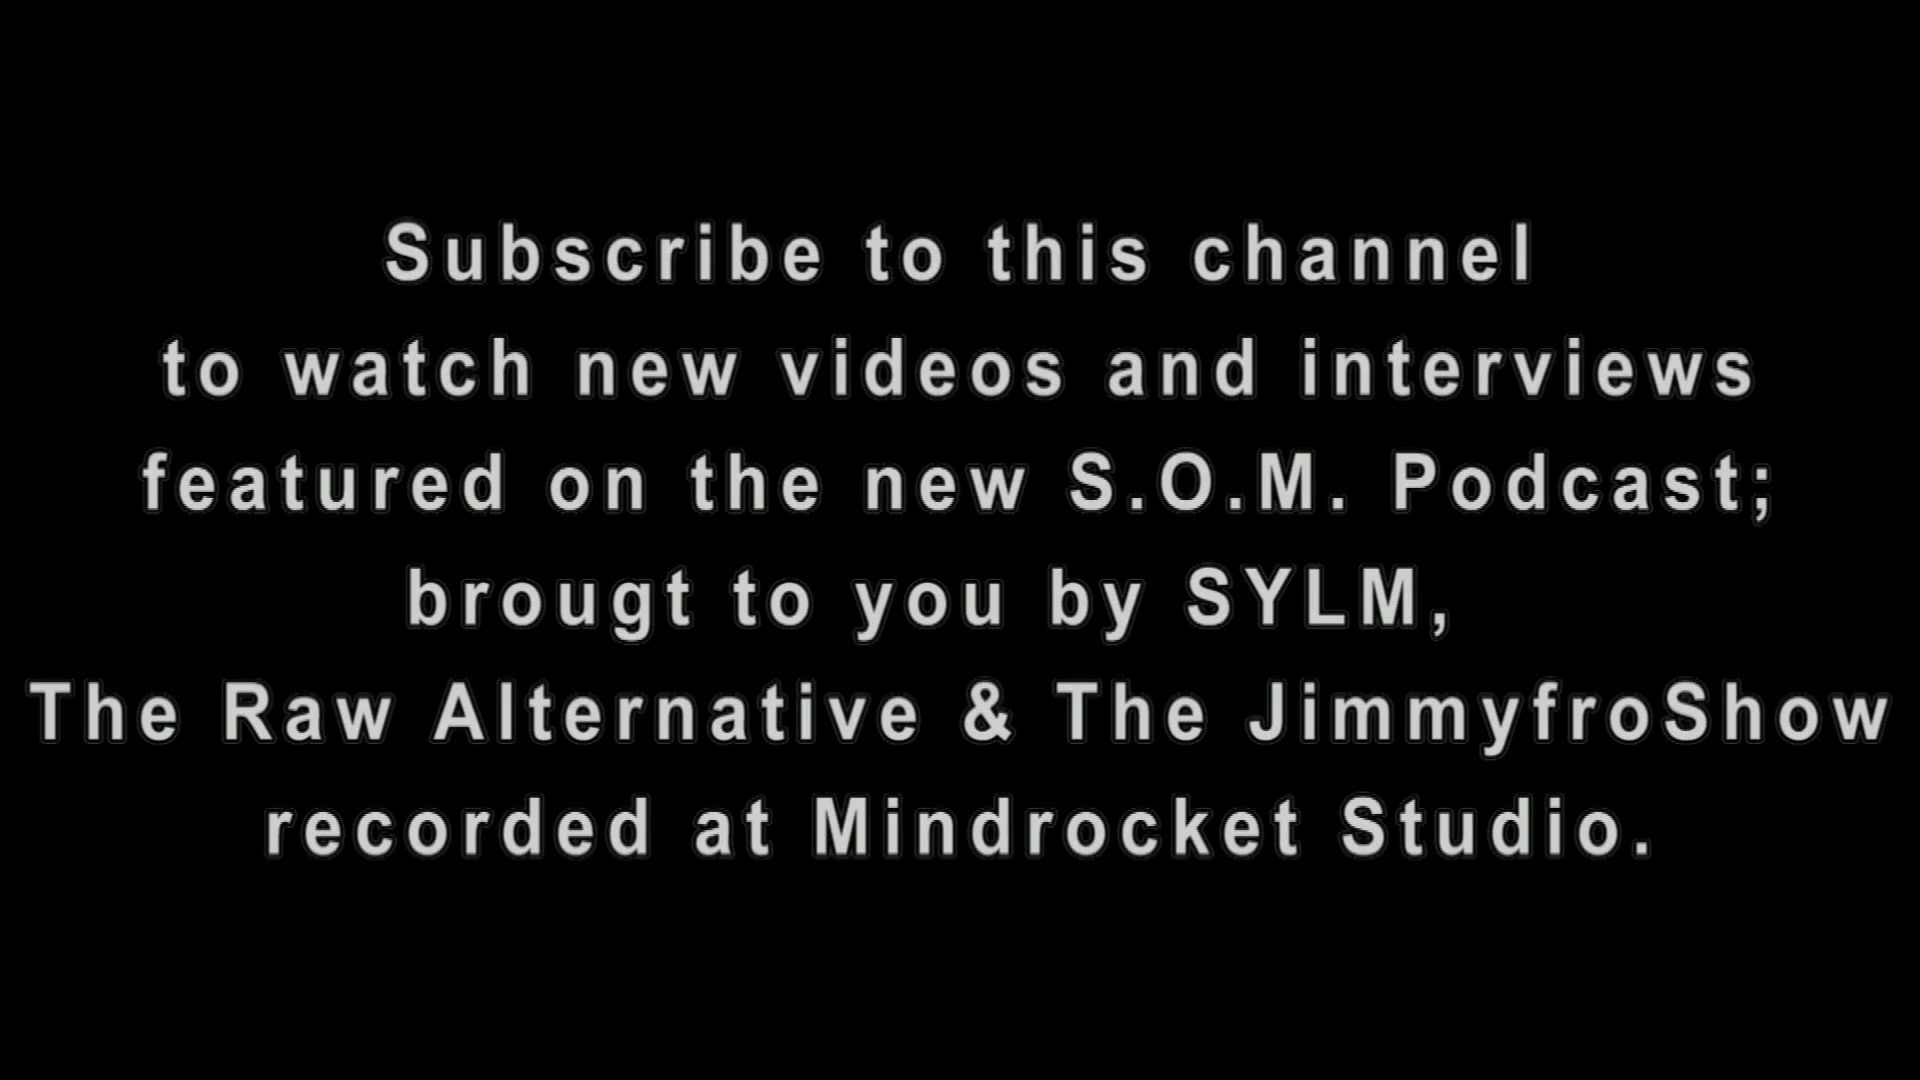 Subscribe to this channel
to watch new videos and interviews
featured on the new S.O.M. Podcast;
brougt to you by SYLM,
The Raw Alternative & The JimmyfroShow
recorded at Mindrocket Studio.